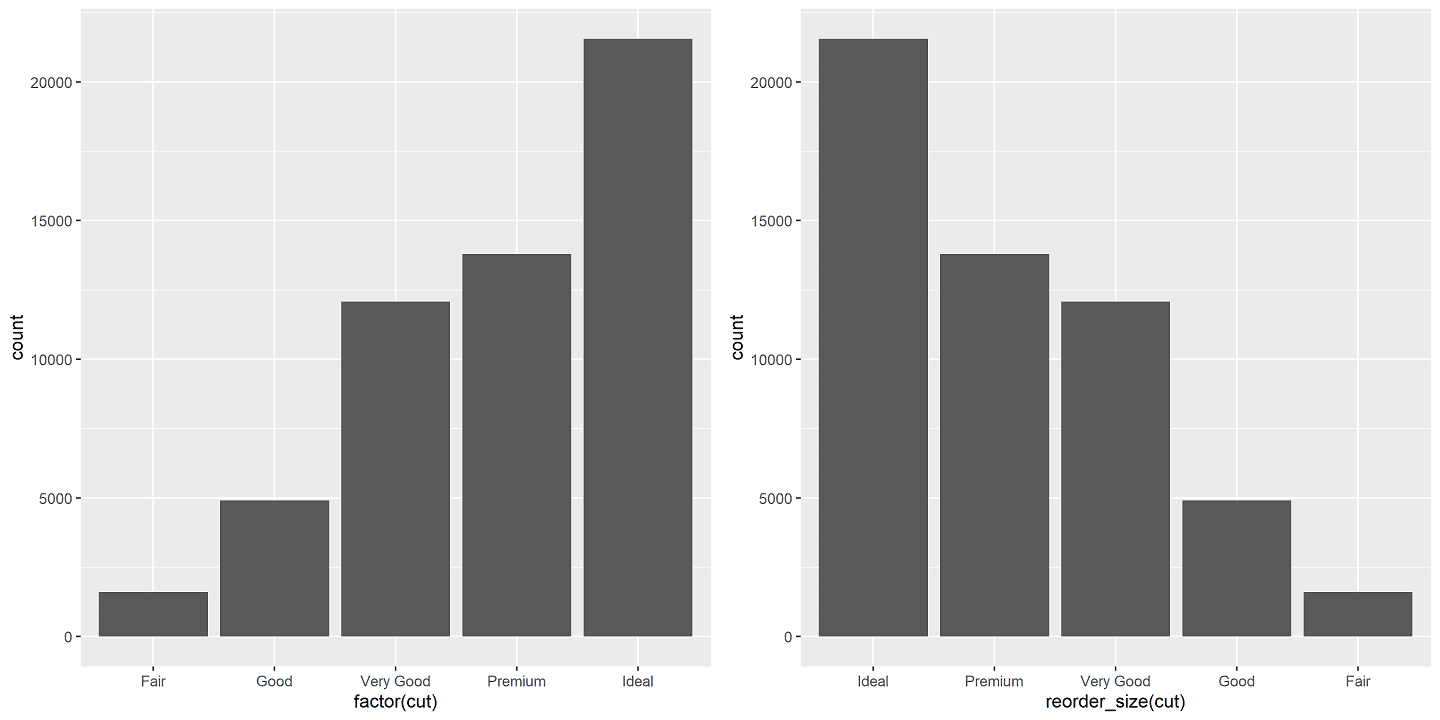 count
20000
15000
10000
5000
0
Fair Good Very Good Premium Ideal
factor(cut)
count
20000
15000
10000
5000
0
Ideal Premium Very Good Good Fair
reorder_size(cut)